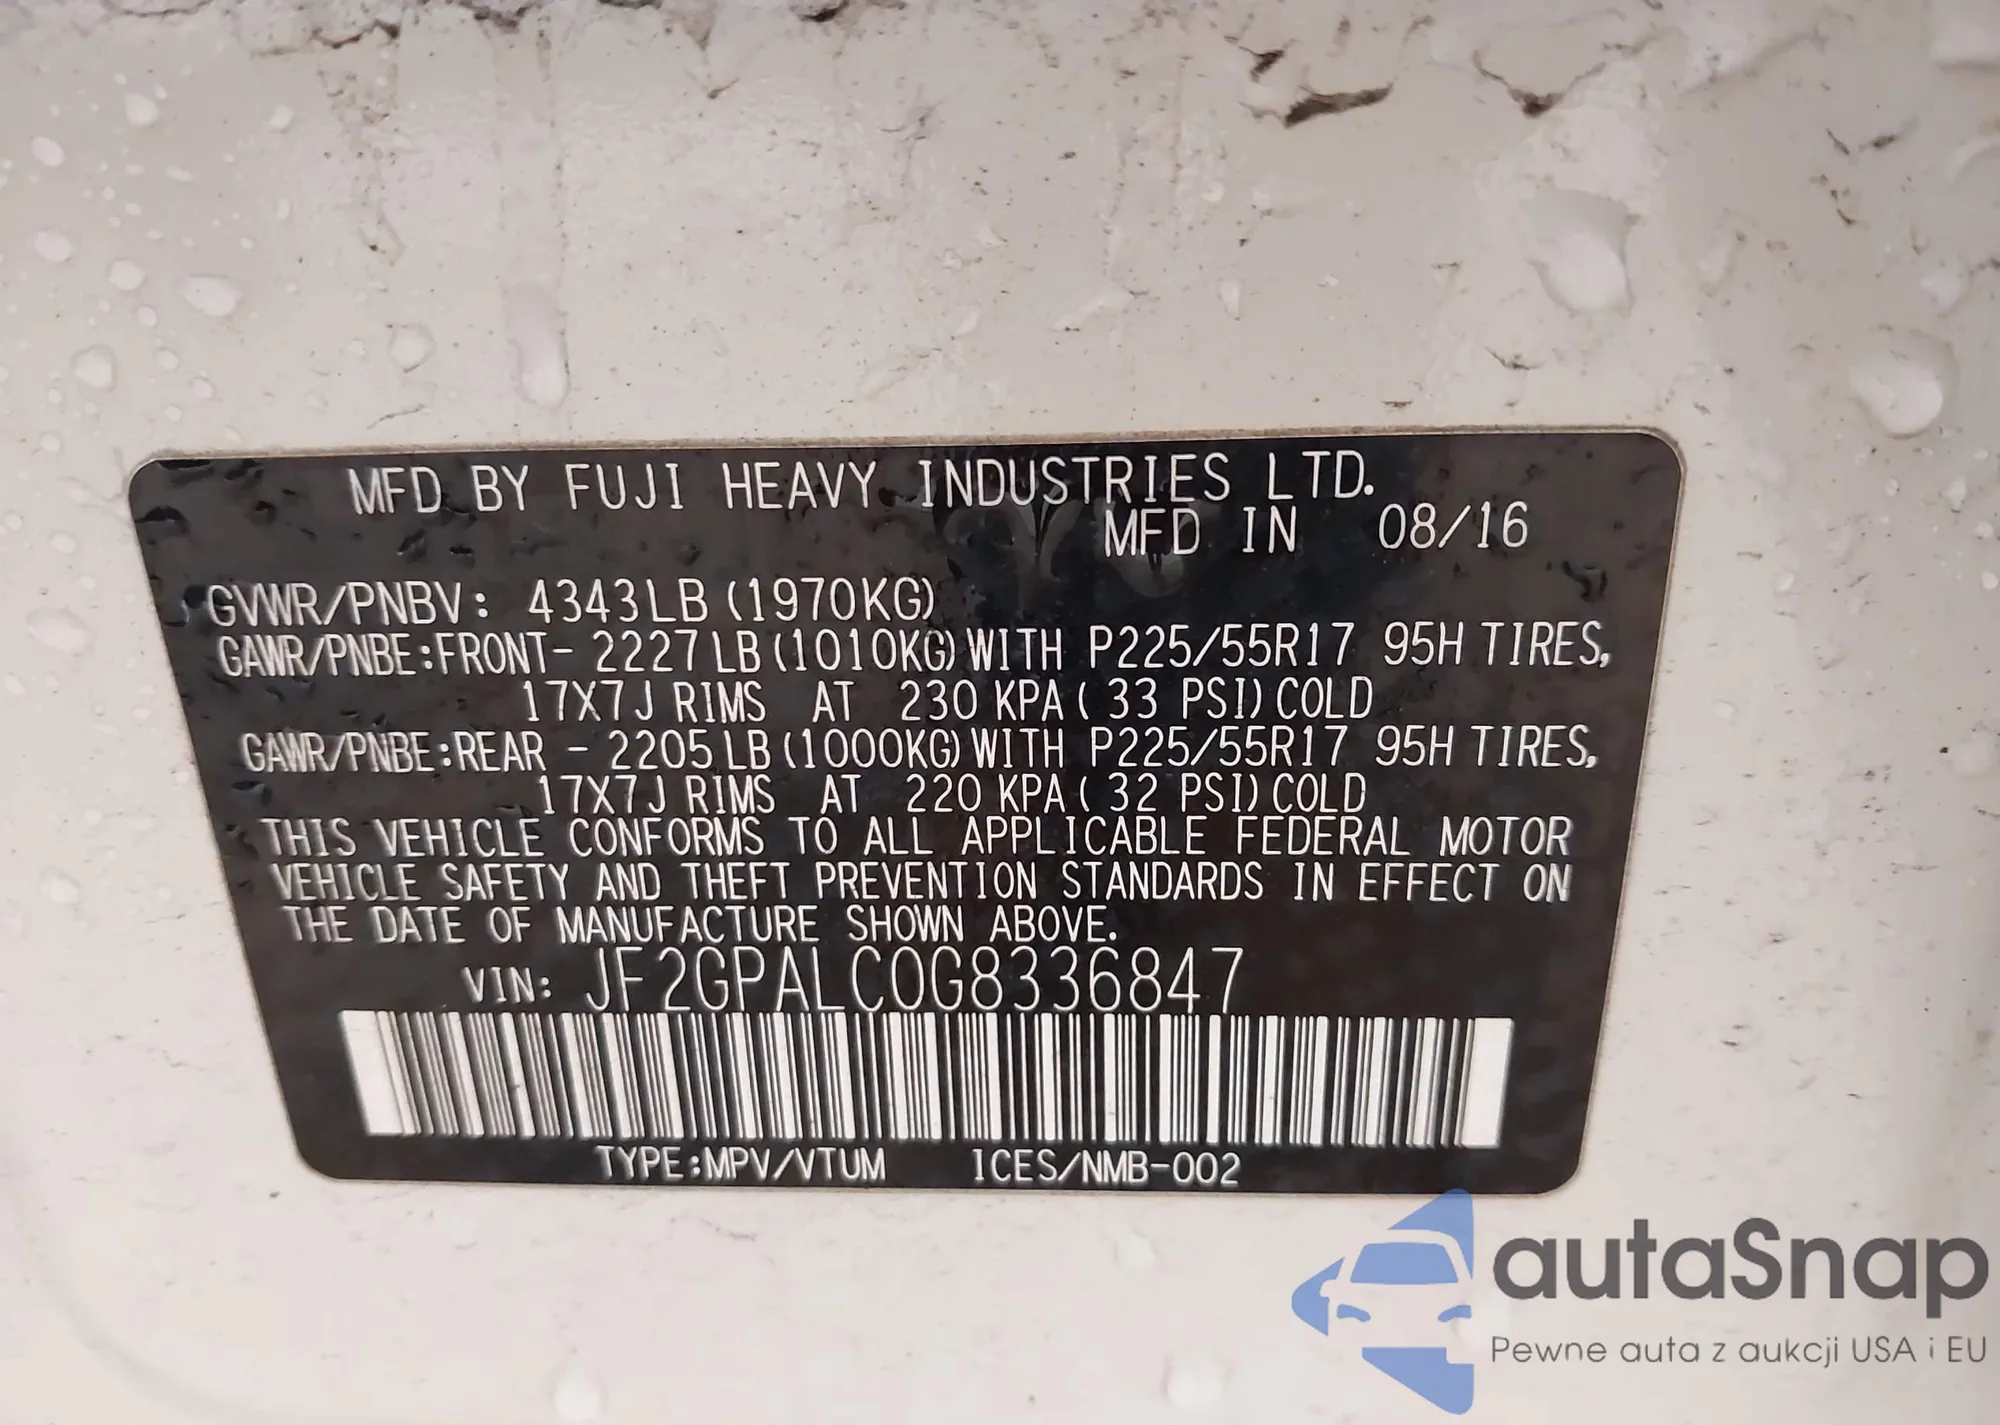 MFD BY FUJI HEAVY INDUSTRIES LTD.
MFD IN 08/16
GVWR/PNBV: 4343LB(1970KG)
GAWR/PNBE:FRONT- 2227LB(1010KG)WITH P225/55R17 95H TIRES,
17X7J RIMS AT 230 KPA( 33 PSI)COLD
GAWR/PNBE:REAR - 2205LB(1000KG)WITH P225/55R17 95H TIRES,
17X7J RIMS AT 220 KPA( 32 PSI)COLD
THIS VEHICLE CONFORMS TO ALL APPLICABLE FEDERAL MOTOR
VEHICLE SAFETY AND THEFT PREVENTION STANDARDS IN EFFECT ON
THE DATE OF MANUFACTURE SHOWN ABOVE.
VIN: JF2GPALC0G8336847
TYPE:MPV/VTUM ICES/NMB-002
autaSnap
Pewne auta z aukcji USA i EU